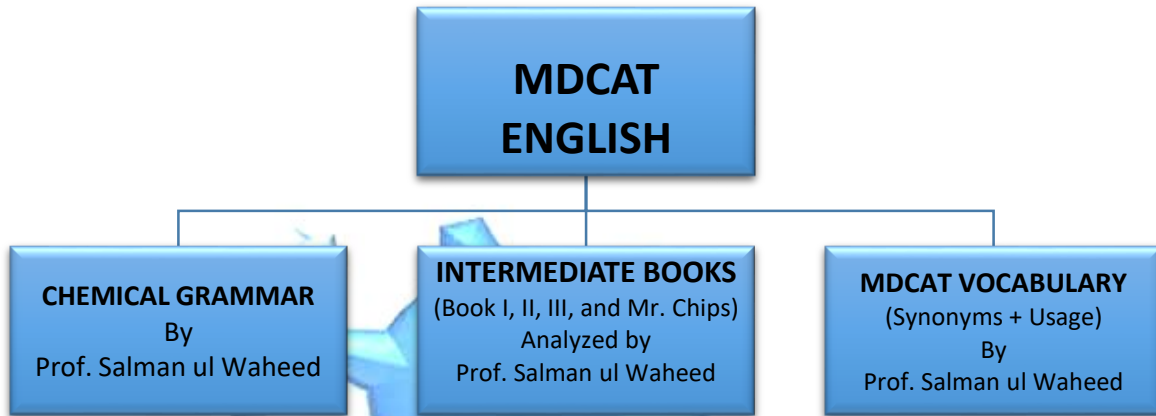 MDCAT
ENGLISH
CHEMICAL GRAMMAR
By
Prof. Salman ul Waheed
INTERMEDIATE BOOKS
(Book I, II, III, and Mr. Chips)
Analyzed by
Prof. Salman ul Waheed
MDCAT VOCABULARY
(Synonyms + Usage)
By
Prof. Salman ul Waheed